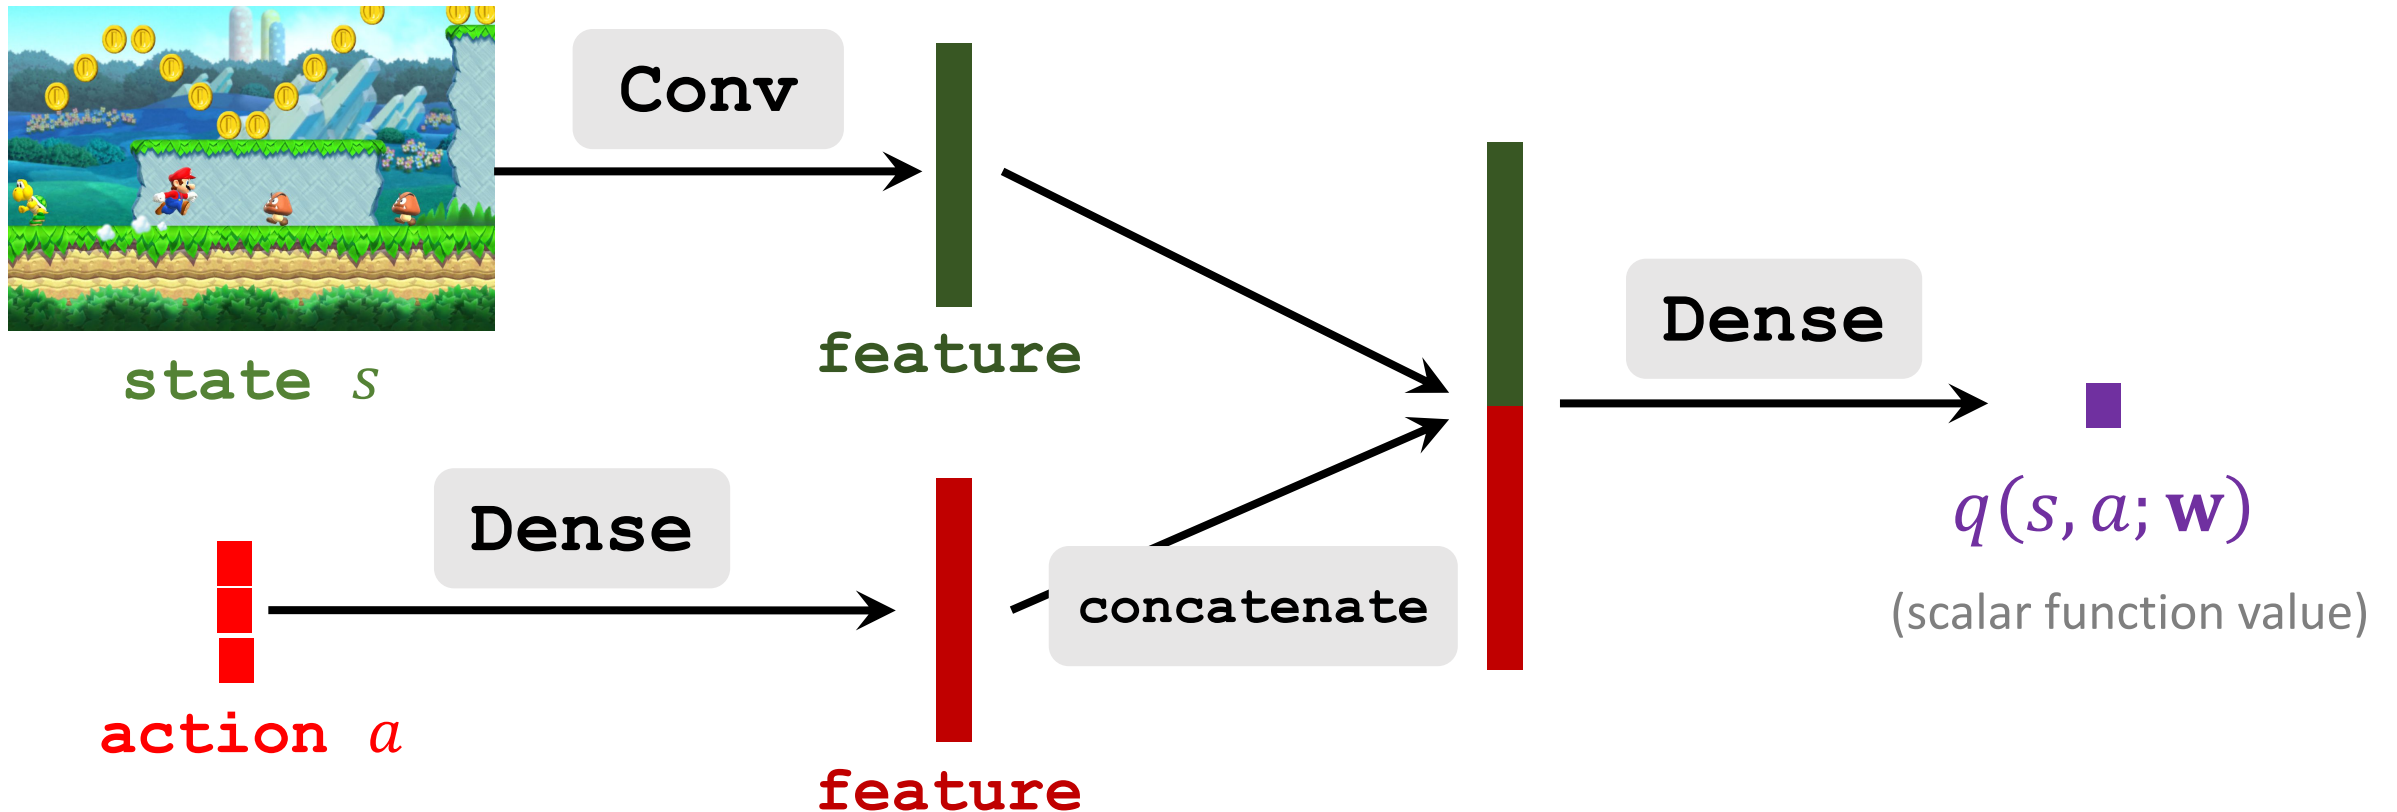 Conv
feature
state s
Dense
Dense
concatenate
q(s, a; w)
(scalar function value)
action a
feature